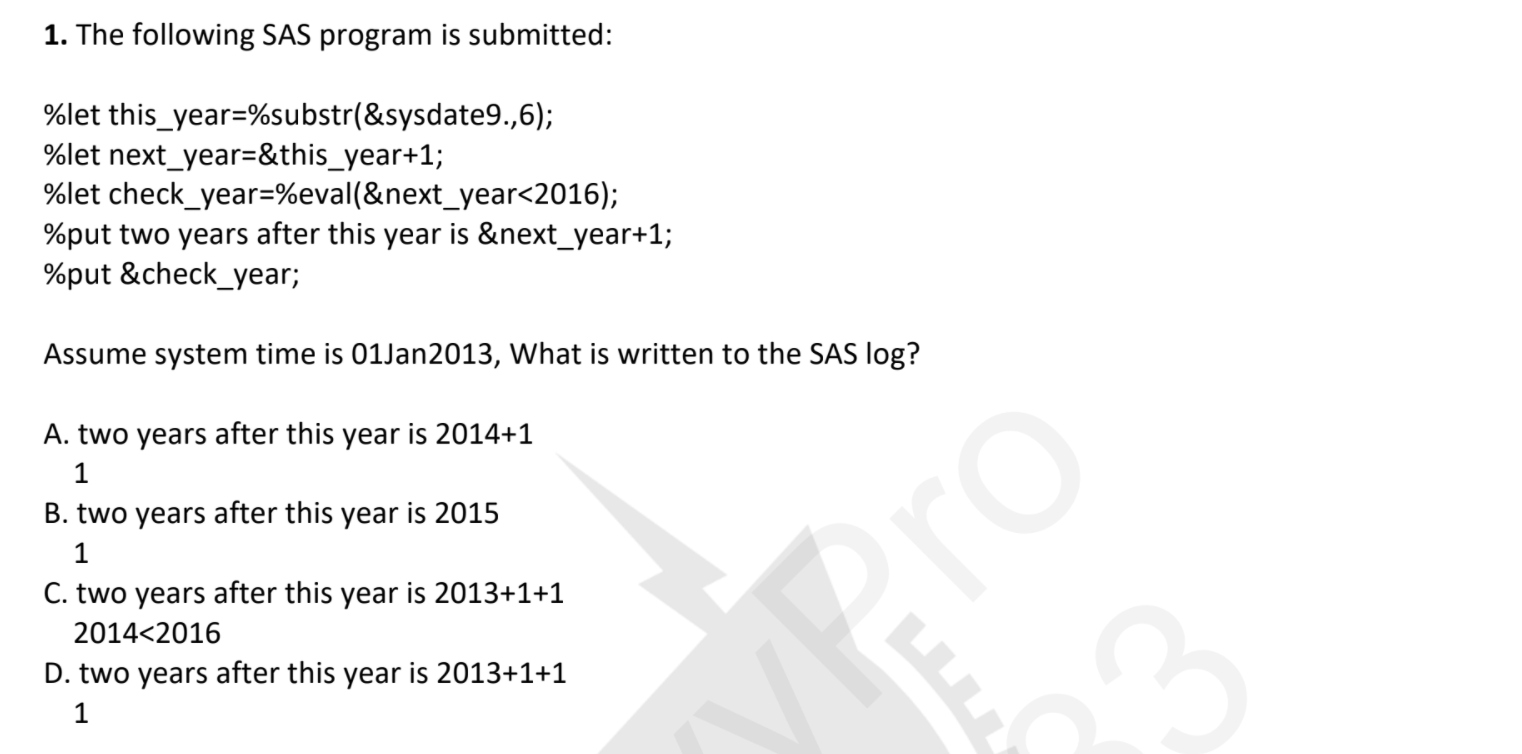 1. The following SAS program is submitted:
%let this_year=%substr(&sysdate9.,6);
%let next_year=&this_year+1;
%let check_year=%eval(&next_year<2016);
%put two years after this year is &next_year+1;
%put &check_year;
Assume system time is 01Jan2013, What is written to the SAS log?
A. two years after this year is 2014+1
1
B. two years after this year is 2015
1
C. two years after this year is 2013+1+1
2014<2016
D. two years after this year is 2013+1+1
1